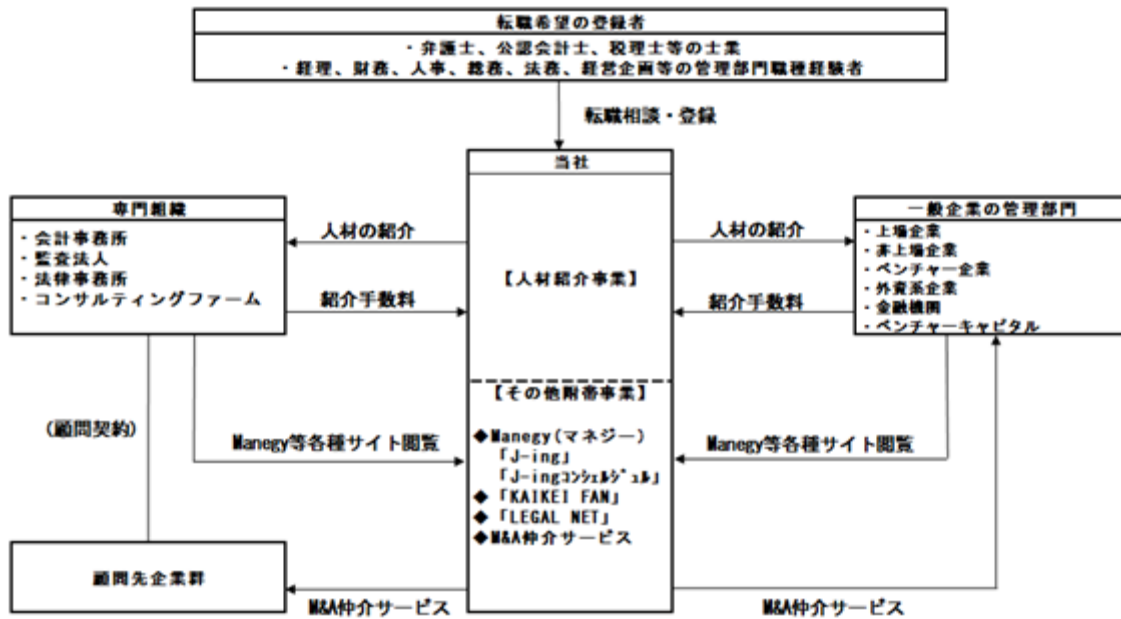 転職希望の登録者
・弁護士、公認会計士、税理士等の士業
・経理、財務、人事、総務、法務、経営企画等の管理部門職種経験者
転職相談・登録
当社
専門組織
・会計事務所
・監査法人
・法律事務所
・コンサルティングファーム
人材の紹介
紹介手数料
【人材紹介事業】
人材の紹介
紹介手数料
一般企業の管理部門
・上場企業
・非上場企業
・ベンチャー企業
・外資系企業
・金融機関
・ベンチャーキャピタル
【その他附帯事業】
◆Manegy(マネジー)
「J-ing」
「J-ingコンシェルジュル」
◆「KAIKEI FAN」
◆「LEGAL NET」
◆M&A仲介サービス
(顧問契約)
Manegy等各種サイト閲覧
Manegy等各種サイト閲覧
顧問先企業群
M&A仲介サービス
M&A仲介サービス